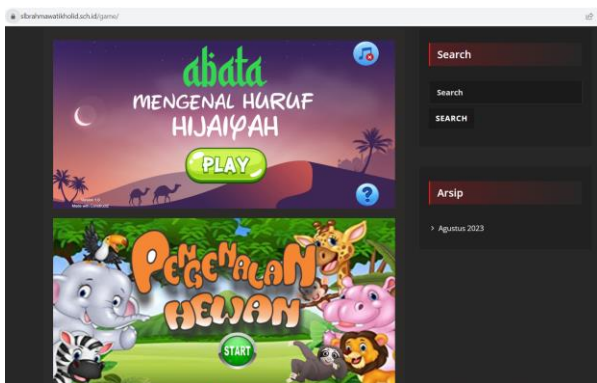 slbrahmawatikholid.sch.id/game/
abata
MENGENAL HURUF
HIJAIYAH
PLAY
?
PENGENALAN
HEWAN
START
Search
Search
SEARCH
Arsip
> Agustus 2023